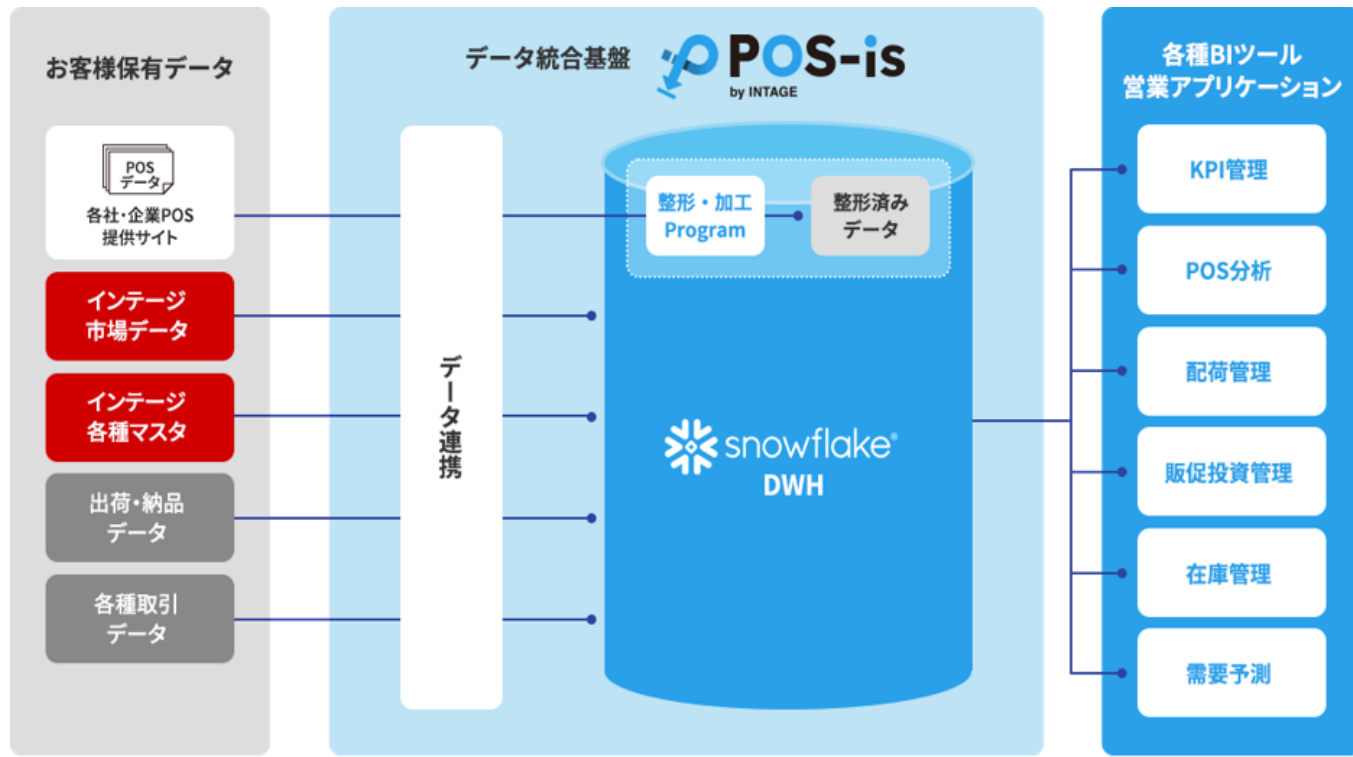 お客様保有データ
POS
データ
各社・企業POS
提供サイト
インテージ
市場データ
インテージ
各種マスタ
出荷・納品
データ
各種取引
データ
データ統合基盤
POS-is
by INTAGE
データ連携
整形・加工
Program
整形済み
データ
snowflake®
DWH
各種BIツール
営業アプリケーション
KPI管理
POS分析
配荷管理
販促投資管理
在庫管理
需要予測